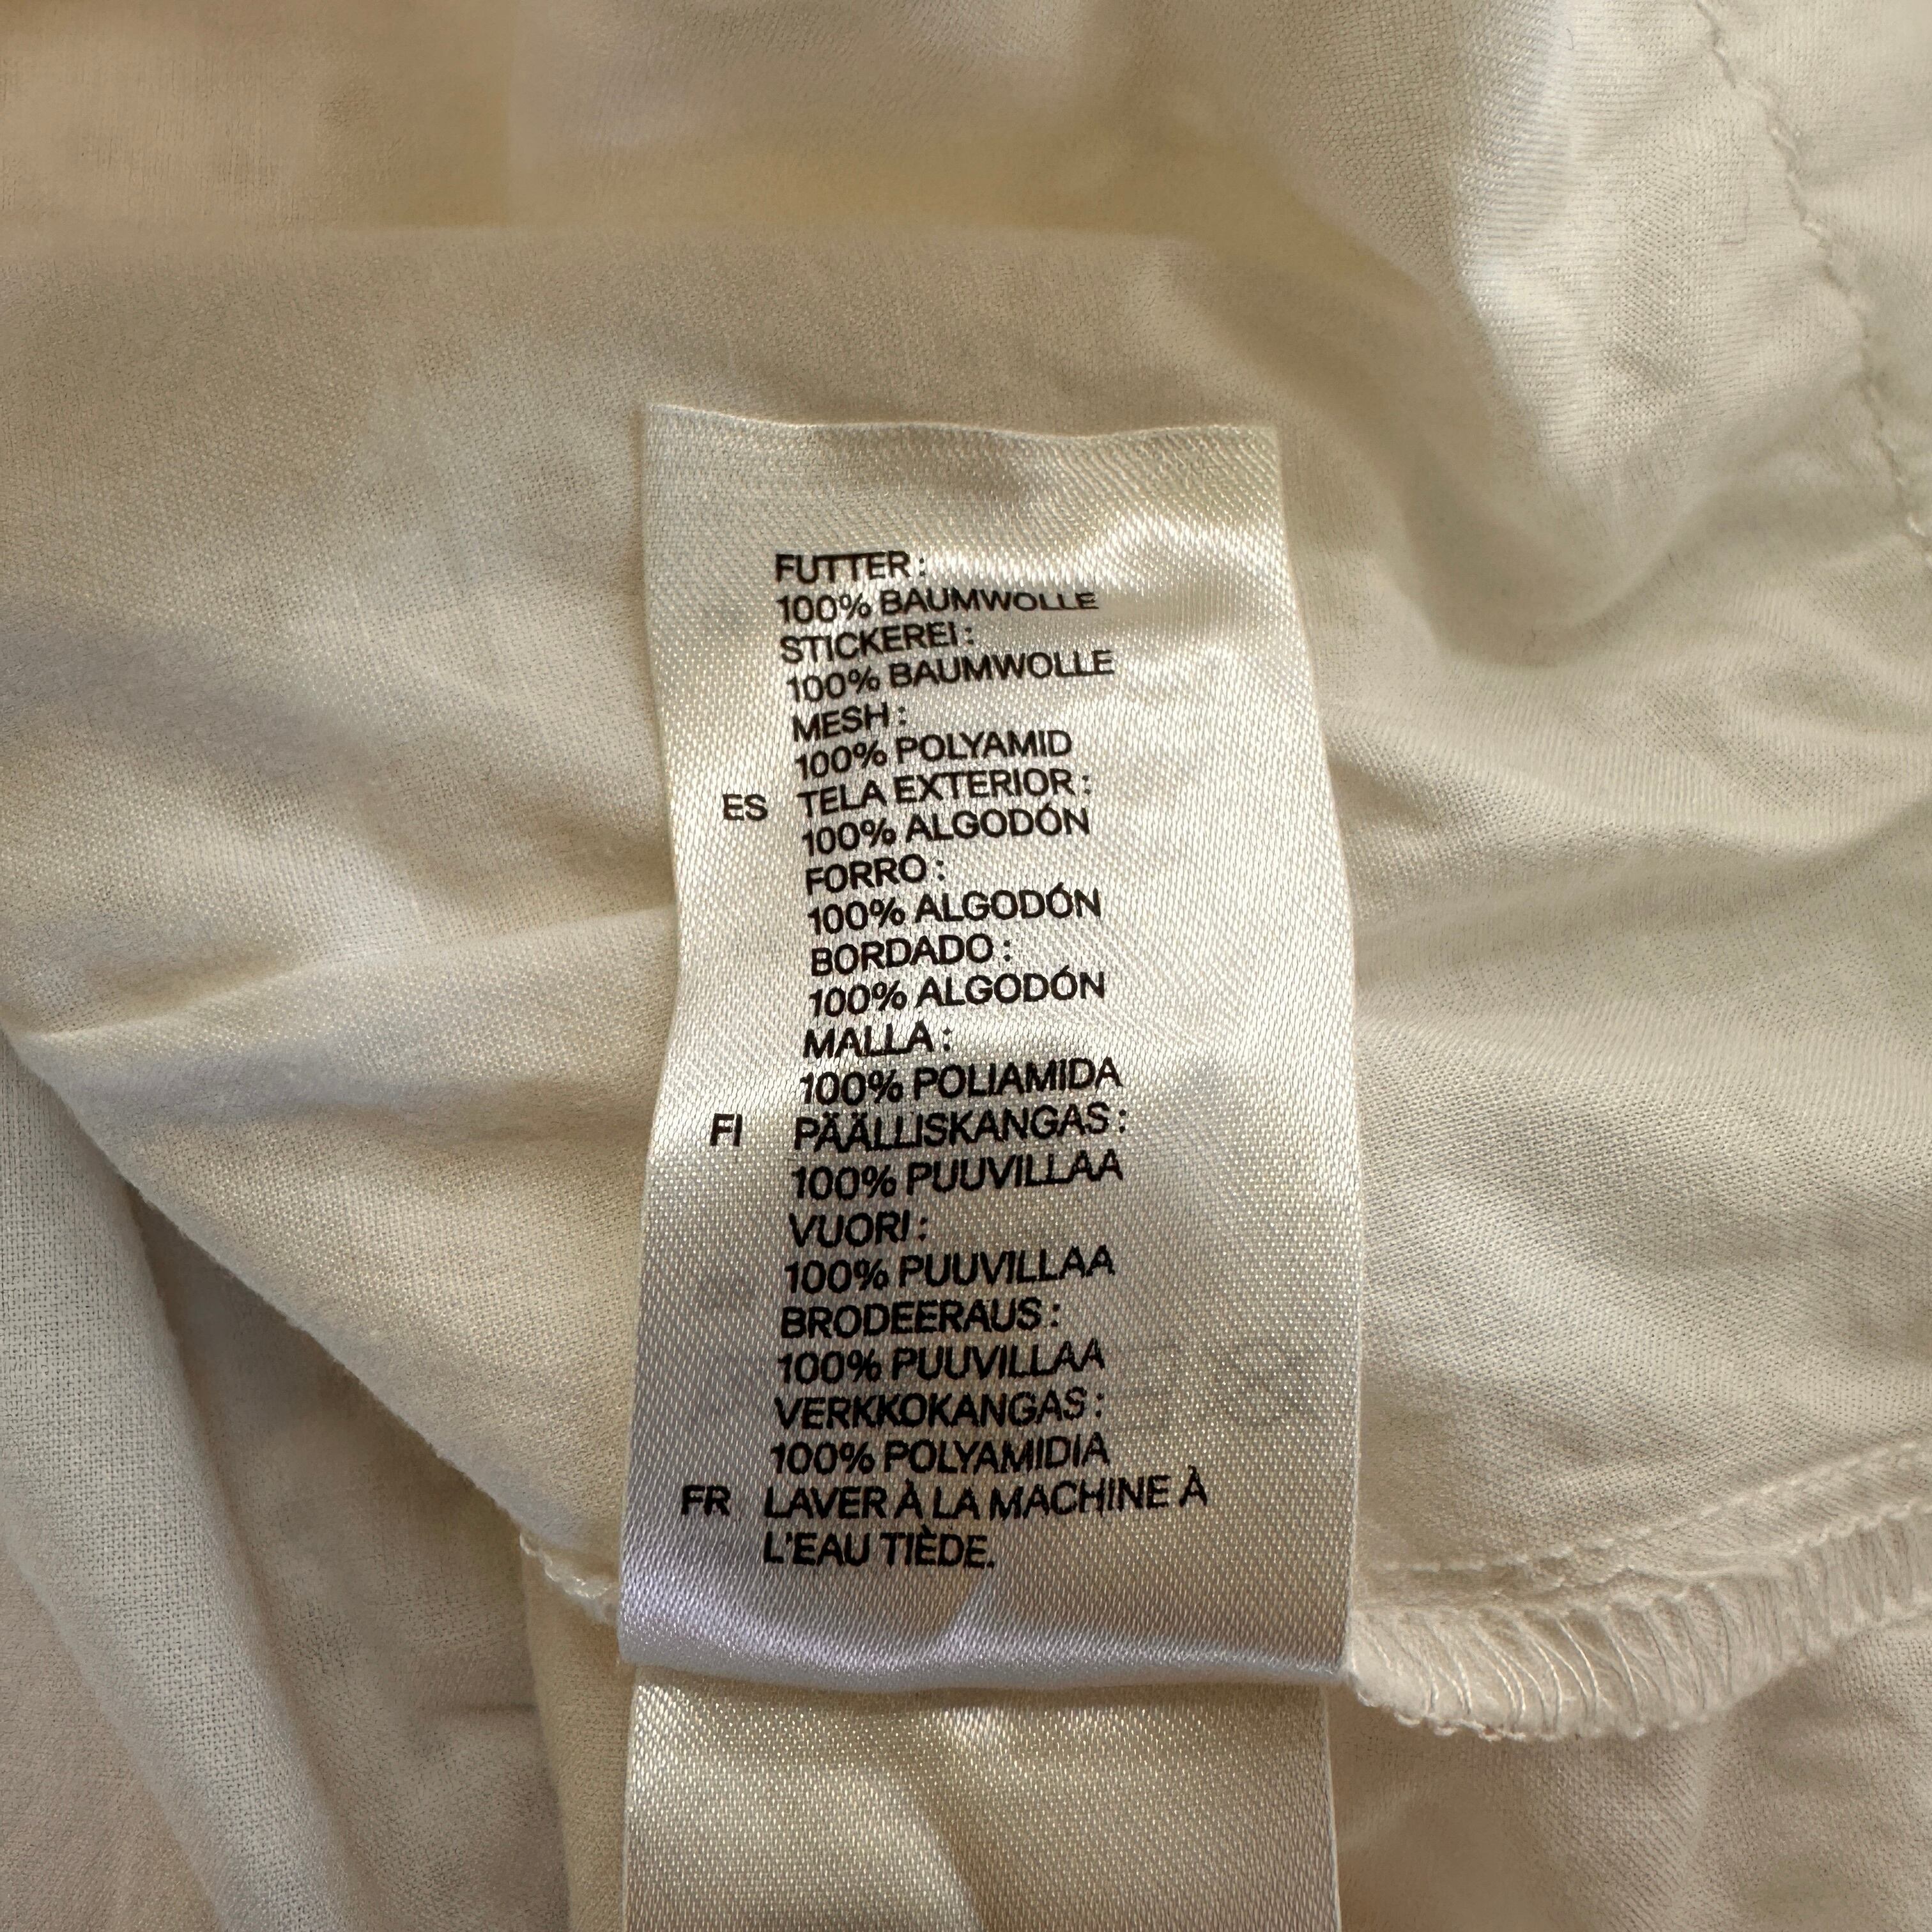 FUTTER :
100% BAUMWOLLE
STICKEREI :
100% BAUMWOLLE
MESH :
100% POLYAMID
ES TELA EXTERIOR :
100% ALGODÓN
FORRO :
100% ALGODÓN
BORDADO :
100% ALGODÓN
MALLA :
100% POLIAMIDA
FI PÄÄLLISKANGAS :
100% PUUVILLAA
VUORI :
100% PUUVILLAA
BRODEERAUS :
100% PUUVILLAA
VERKKOKANGAS :
100% POLYAMIDIA
FR LAVER À LA MACHINE À
L'EAU TIÈDE.